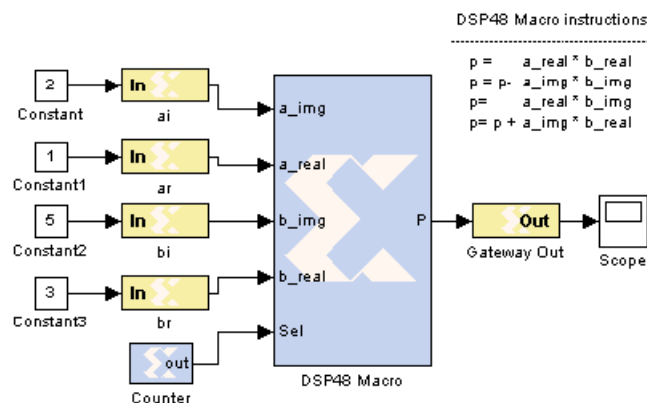 DSP48 Macro instructions
p = a_real * b_real
p = p- a_img * b_img
p= a_real * b_img
p= p + a_img * b_real
2
Constant
In
ai
a_img
1
Constant1
In
ar
a_real
5
Constant2
In
bi
b_img
3
Constant3
In
br
b_real
out
Counter
Sel
P
DSP48 Macro
Out
Gateway Out
Scope